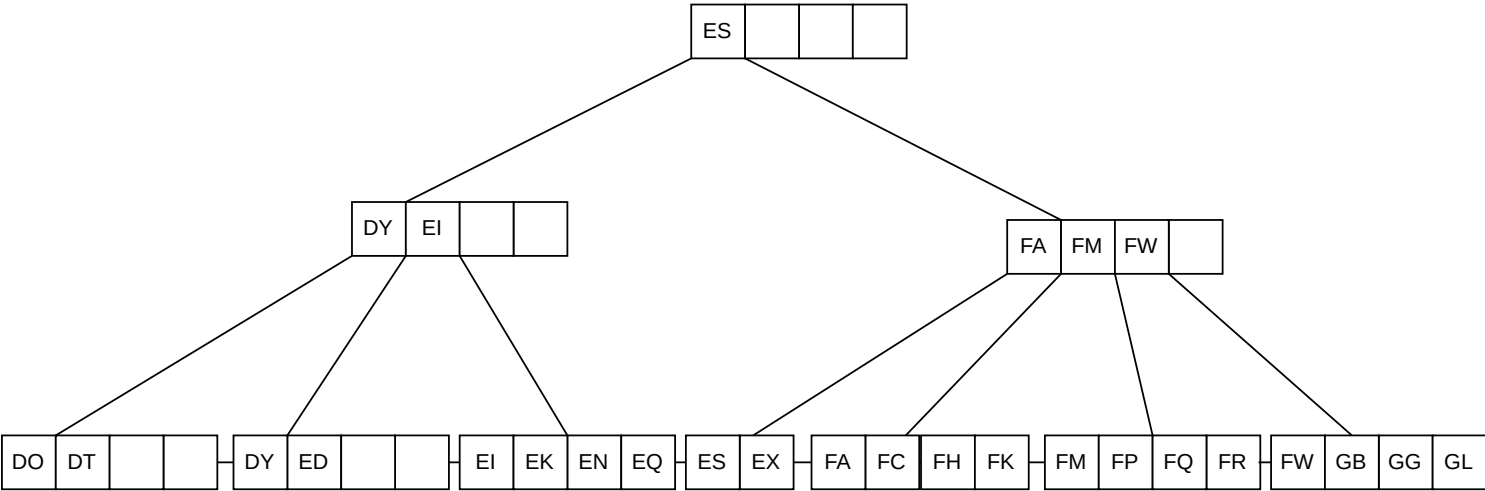 ES
DY EI
FA FM FW
DO DT DY ED EI EK EN EQ ES EX FA FC FH FK FM FP FQ FR FW GB GG GL